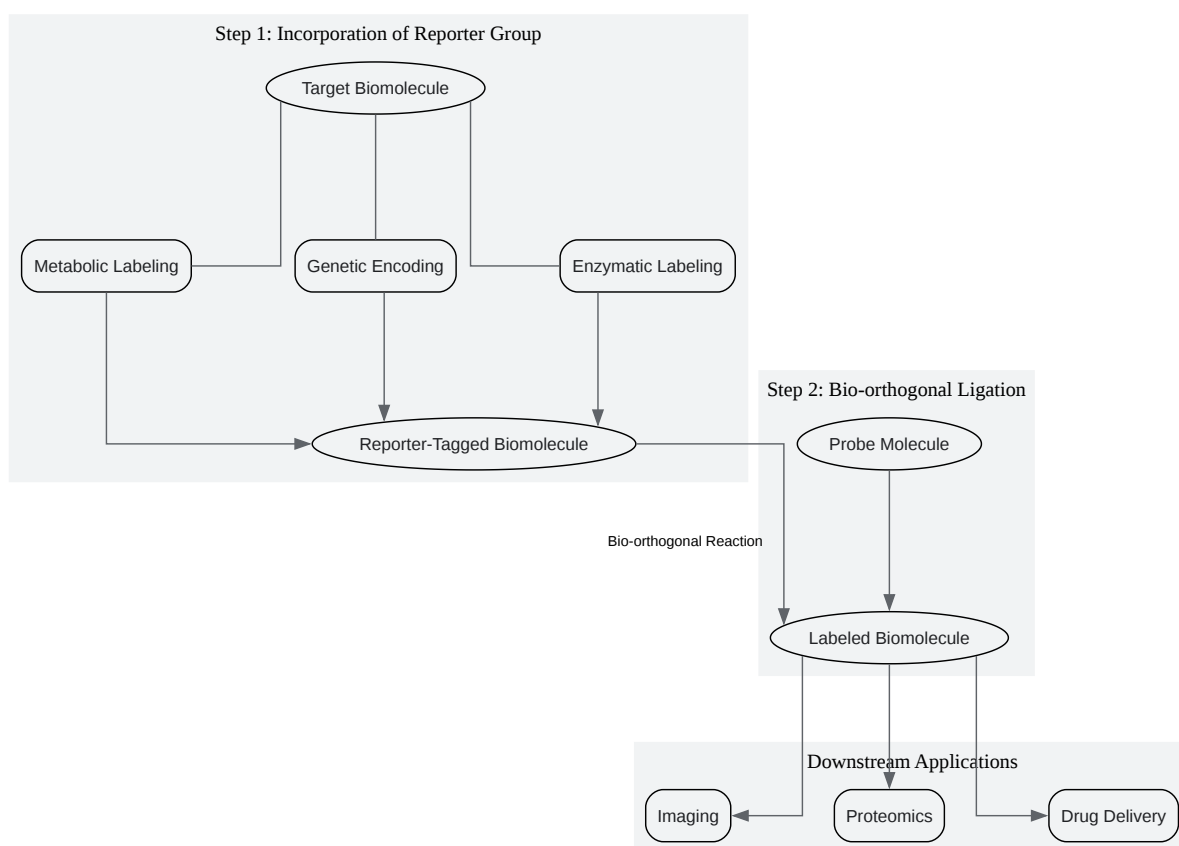 Step 1: Incorporation of Reporter Group
Target Biomolecule
Metabolic Labeling
Genetic Encoding
Enzymatic Labeling
Reporter-Tagged Biomolecule
Step 2: Bio-orthogonal Ligation
Probe Molecule
Bio-orthogonal Reaction
Labeled Biomolecule
Downstream Applications
Imaging
Proteomics
Drug Delivery